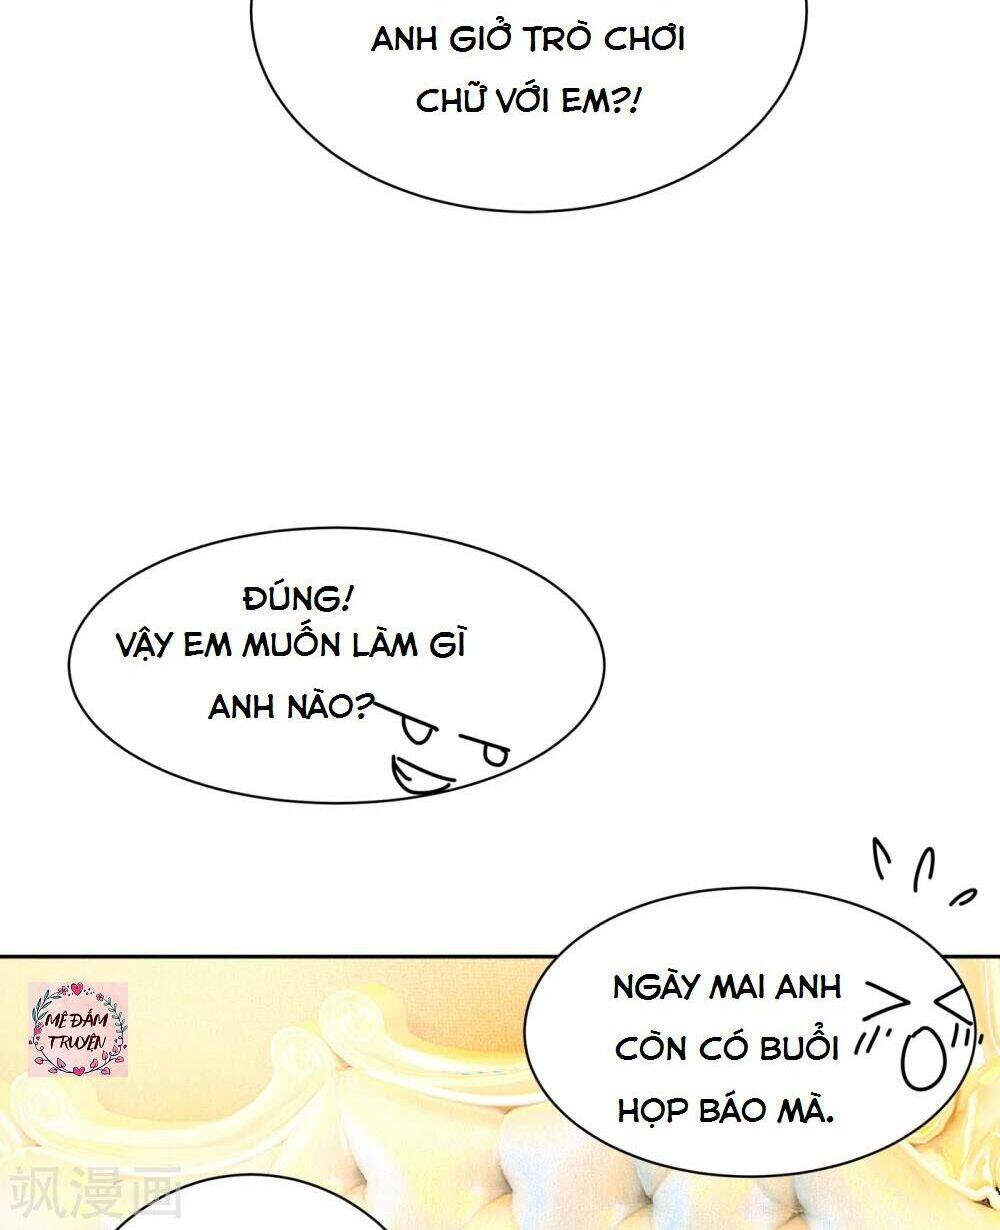 ANH GIỞ TRÒ CHƠI
CHỮ VỚI EM?!
ĐÚNG!
VẬY EM MUỐN LÀM GÌ
ANH NÀO?
NGÀY MAI ANH
CÒN CÓ BUỔI
HỌP BÁO MÀ.
MÊ ĐẮM
TRUYỆN
飒漫画